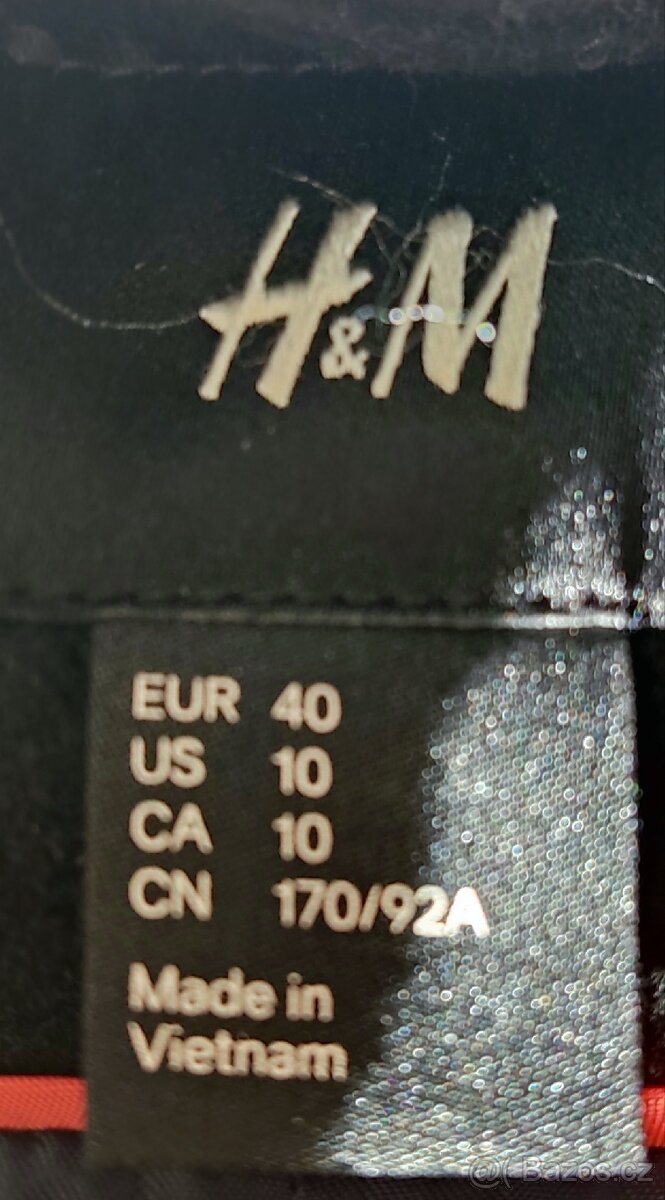 H&M
EUR 40
US 10
CA 10
CN 170/92A
Made in
Vietnam
@( Bazos.cz